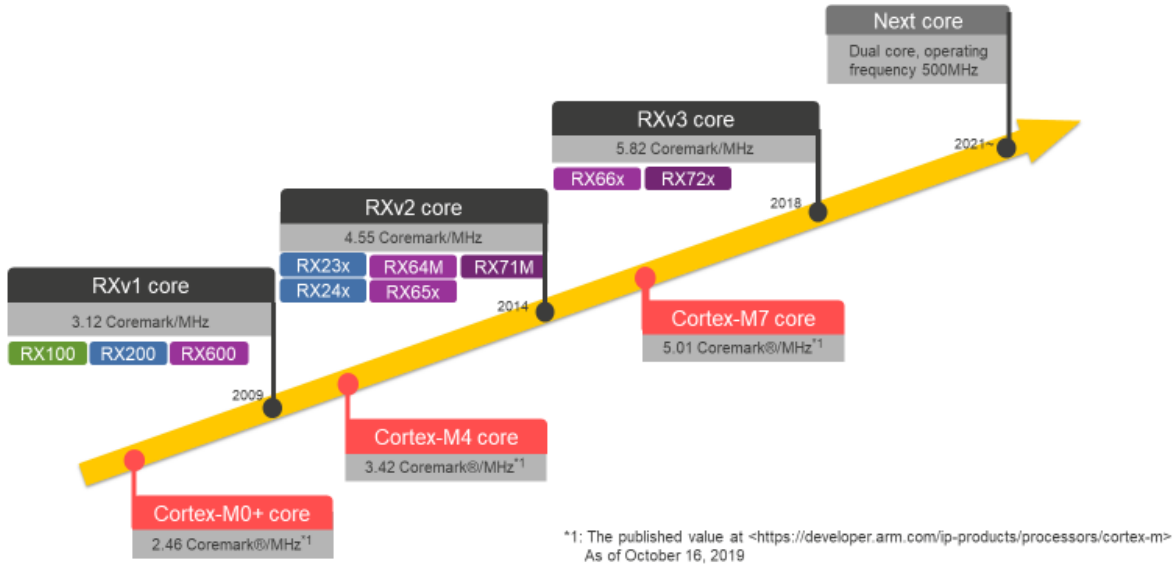 Next core
Dual core, operating
frequency 500MHz
2021~
RXv3 core
5.82 Coremark/MHz
RX66x RX72x
2018
RXv2 core
4.55 Coremark/MHz
RX23x RX64M RX71M
RX24x RX65x
2014
RXv1 core
3.12 Coremark/MHz
RX100 RX200 RX600
2009
Cortex-M7 core
5.01 Coremark®/MHz*1
Cortex-M4 core
3.42 Coremark®/MHz*1
Cortex-M0+ core
2.46 Coremark®/MHz*1
*1: The published value at <https://developer.arm.com/ip-products/processors/cortex-m>
As of October 16, 2019